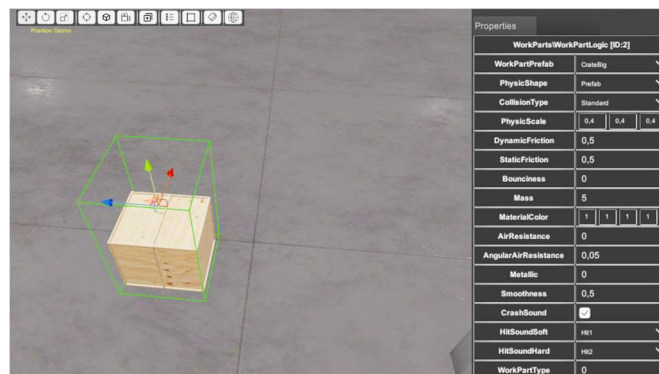 Position Gizmo
Properties
WorkParts\WorkPartLogic [ID:2]
WorkPartPrefab CrateBig
PhysicShape Prefab
CollisionType Standard
PhysicScale 0,4 0,4 0,4
DynamicFriction 0,5
StaticFriction 0,5
Bounciness 0
Mass 5
MaterialColor 1 1 1 1
AirResistance 0
AngularAirResistance 0,05
Metallic 0
Smoothness 0,5
CrashSound
HitSoundSoft Hit1
HitSoundHard Hit2
WorkPartType 0